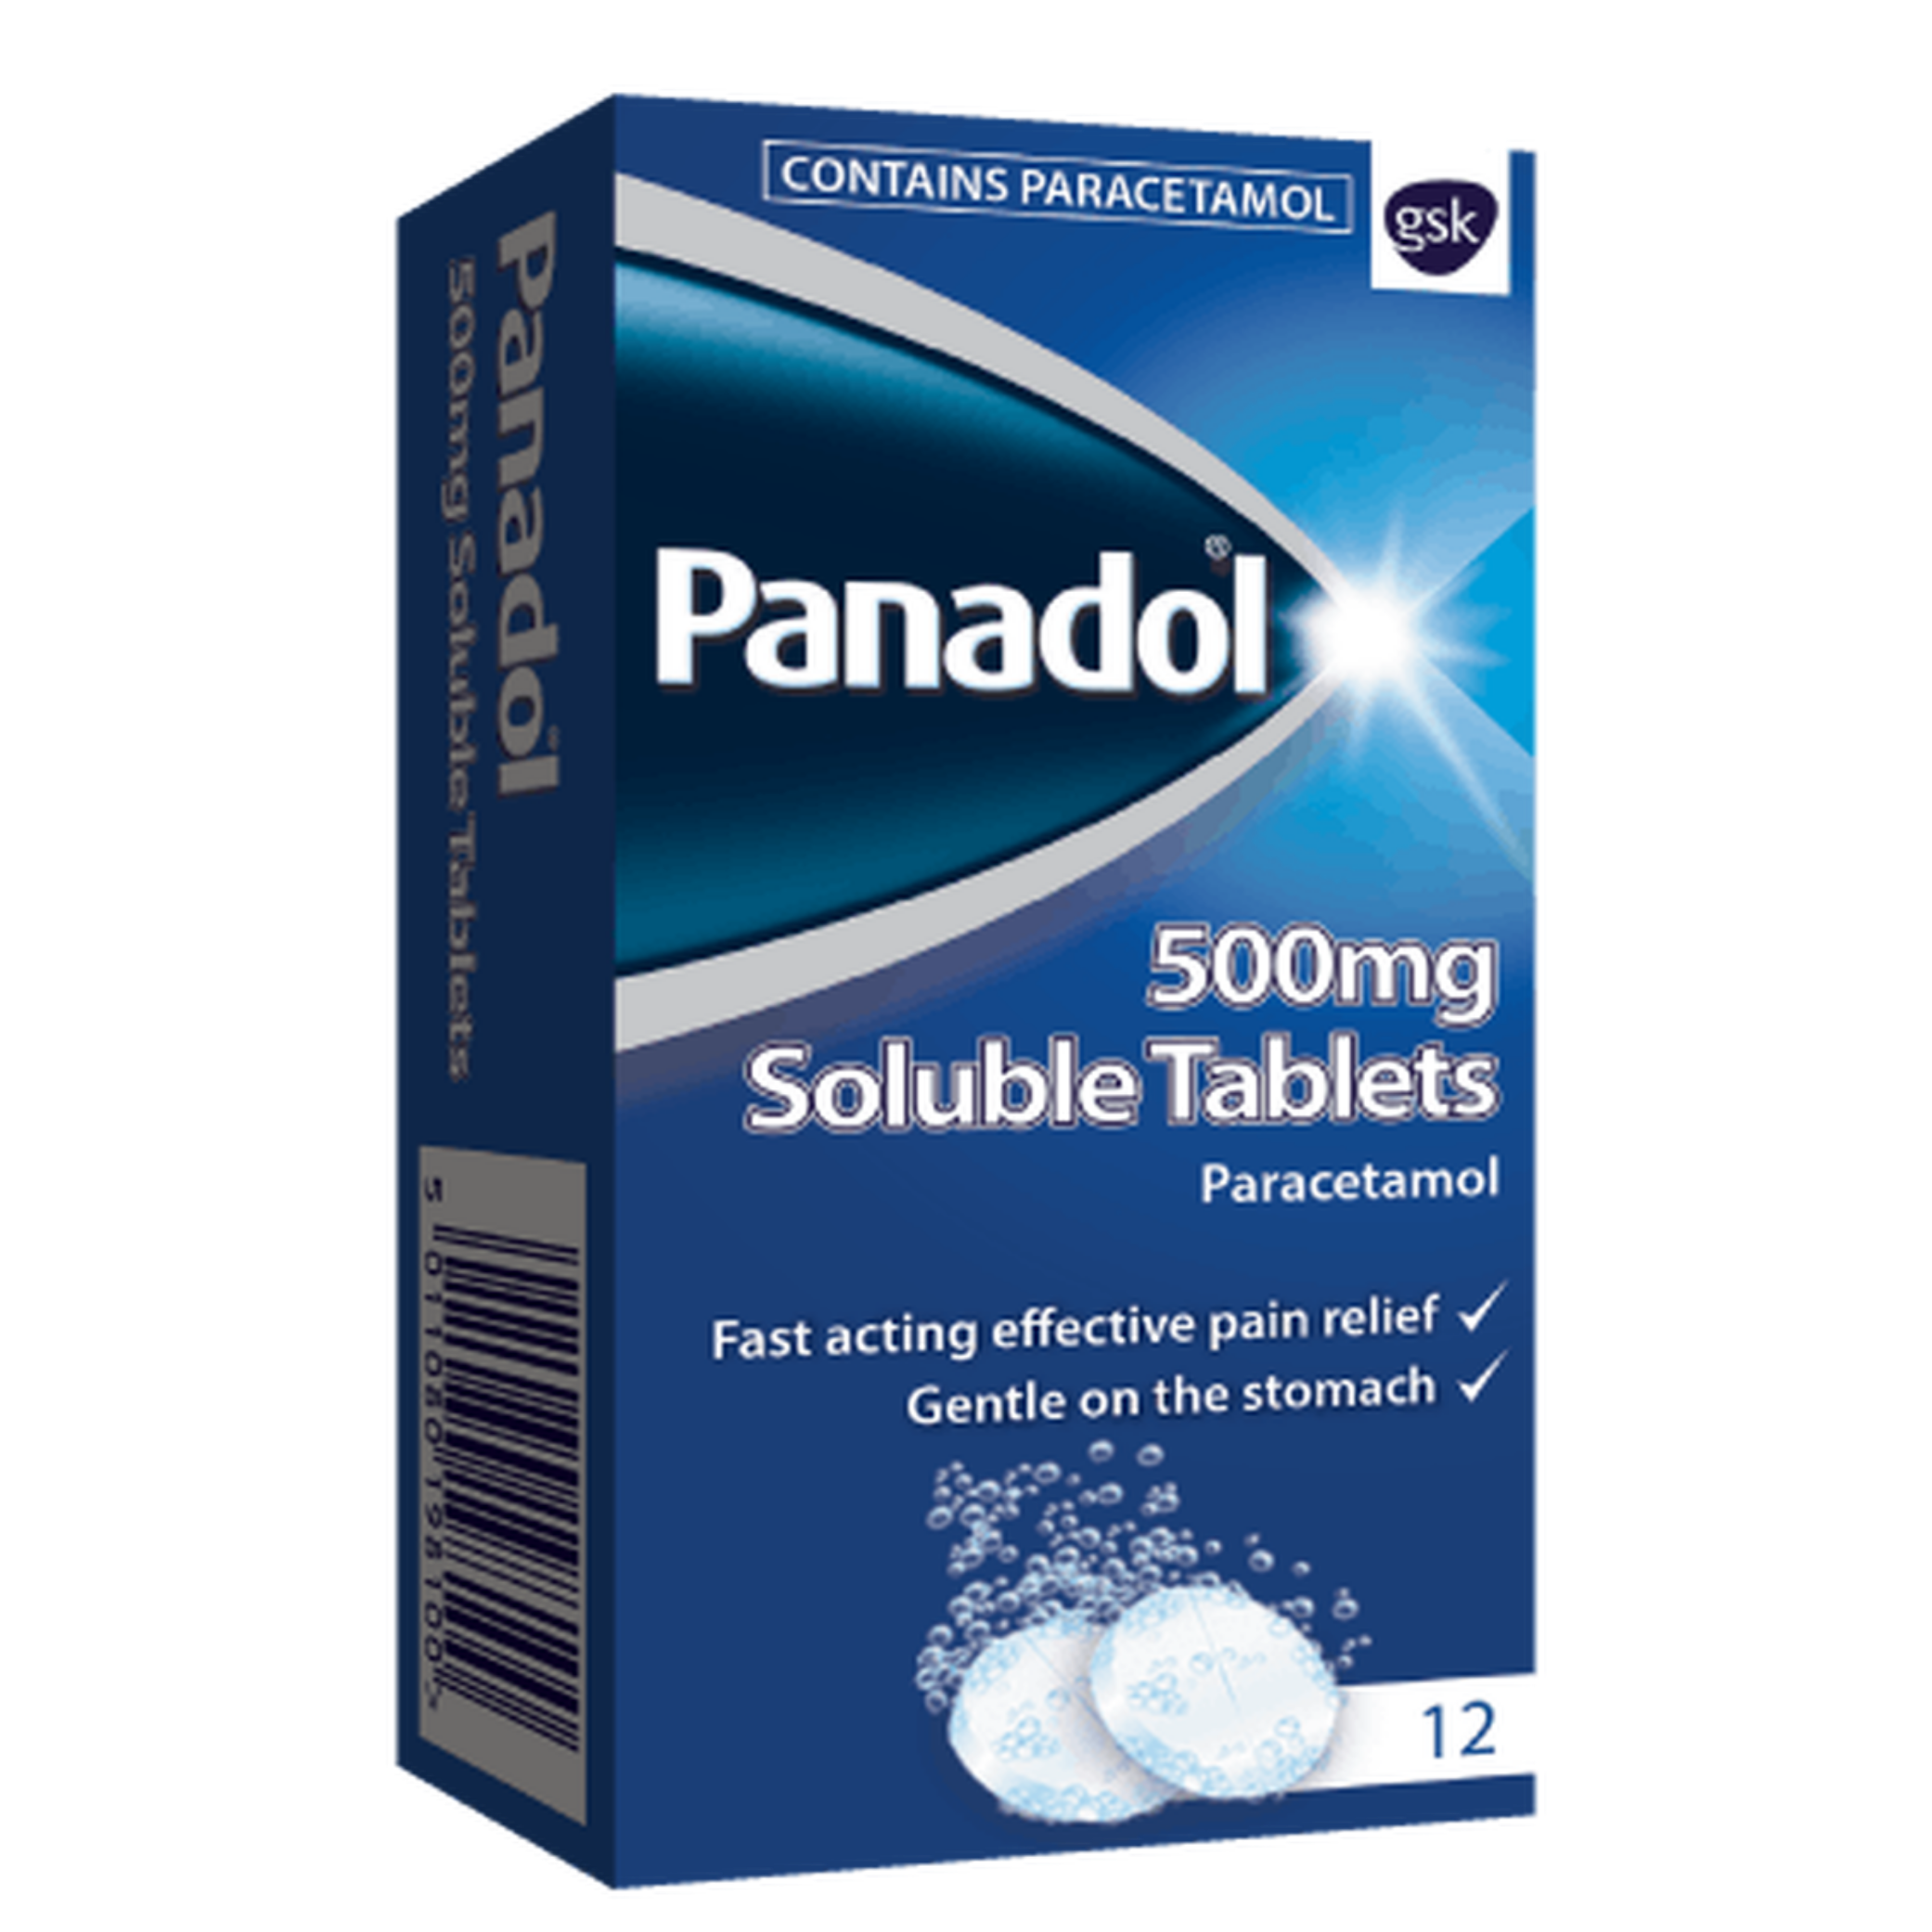 CONTAINS PARACETAMOL
gsk
Panadol®
500mg
Soluble Tablets
Paracetamol
Fast acting effective pain relief ✓
Gentle on the stomach ✓
12
Panadol®
500mg Soluble Tablets